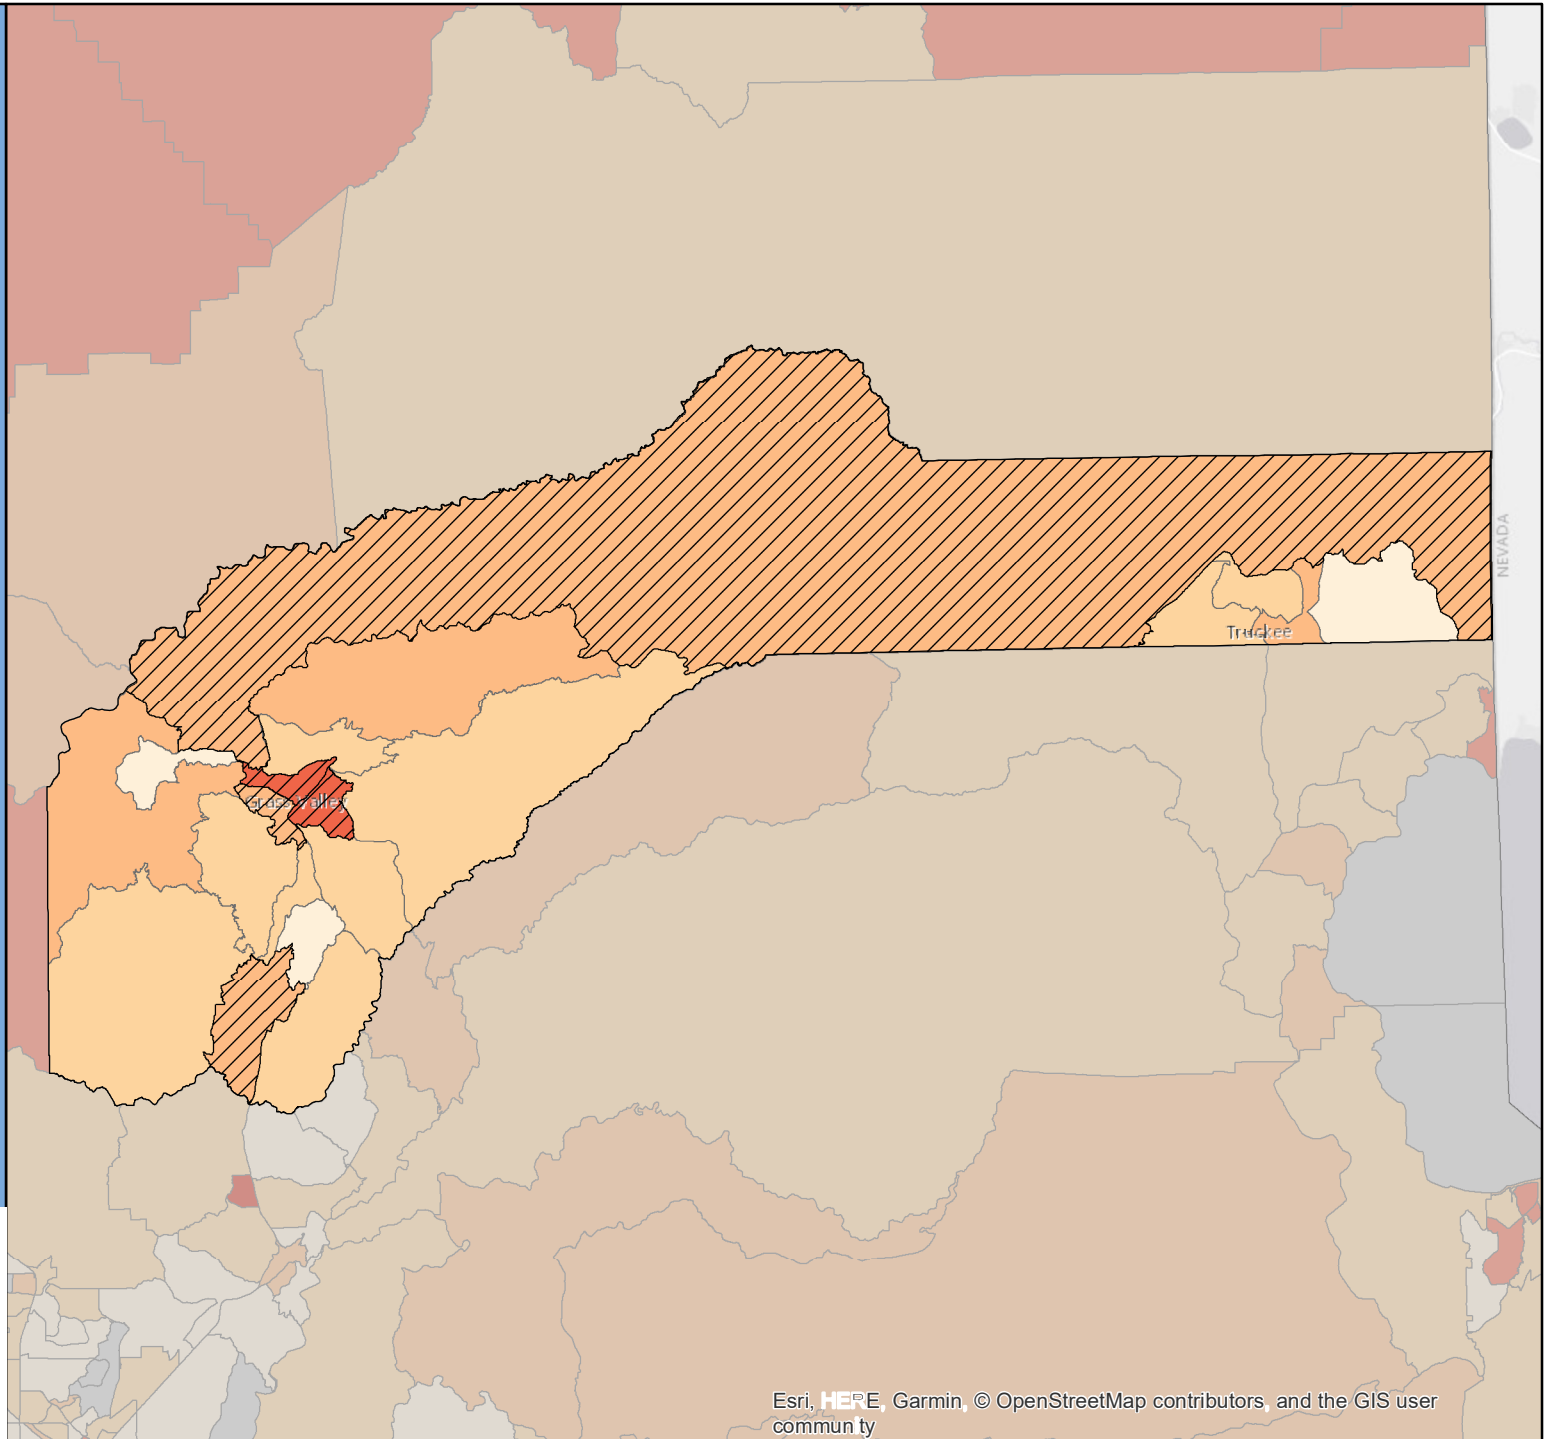 NEVADA
Truckee
Grass Valley
Esri, HERE, Garmin, © OpenStreetMap contributors, and the GIS user
community